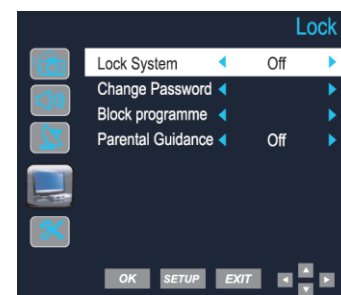 Lock
Lock System Off
Change Password
Block programme
Parental Guidance Off
OK SETUP EXIT